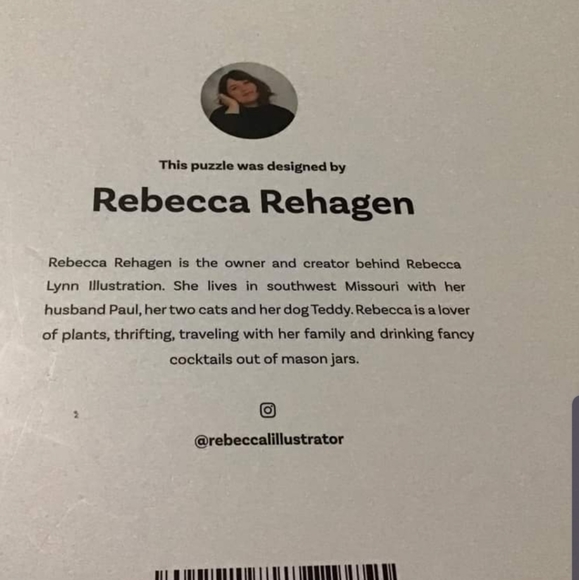 This puzzle was designed by
Rebecca Rehagen
Rebecca Rehagen is the owner and creator behind Rebecca
Lynn Illustration. She lives in southwest Missouri with her
husband Paul, her two cats and her dog Teddy. Rebecca is a lover
of plants, thrifting, traveling with her family and drinking fancy
cocktails out of mason jars.
@rebeccalillustrator